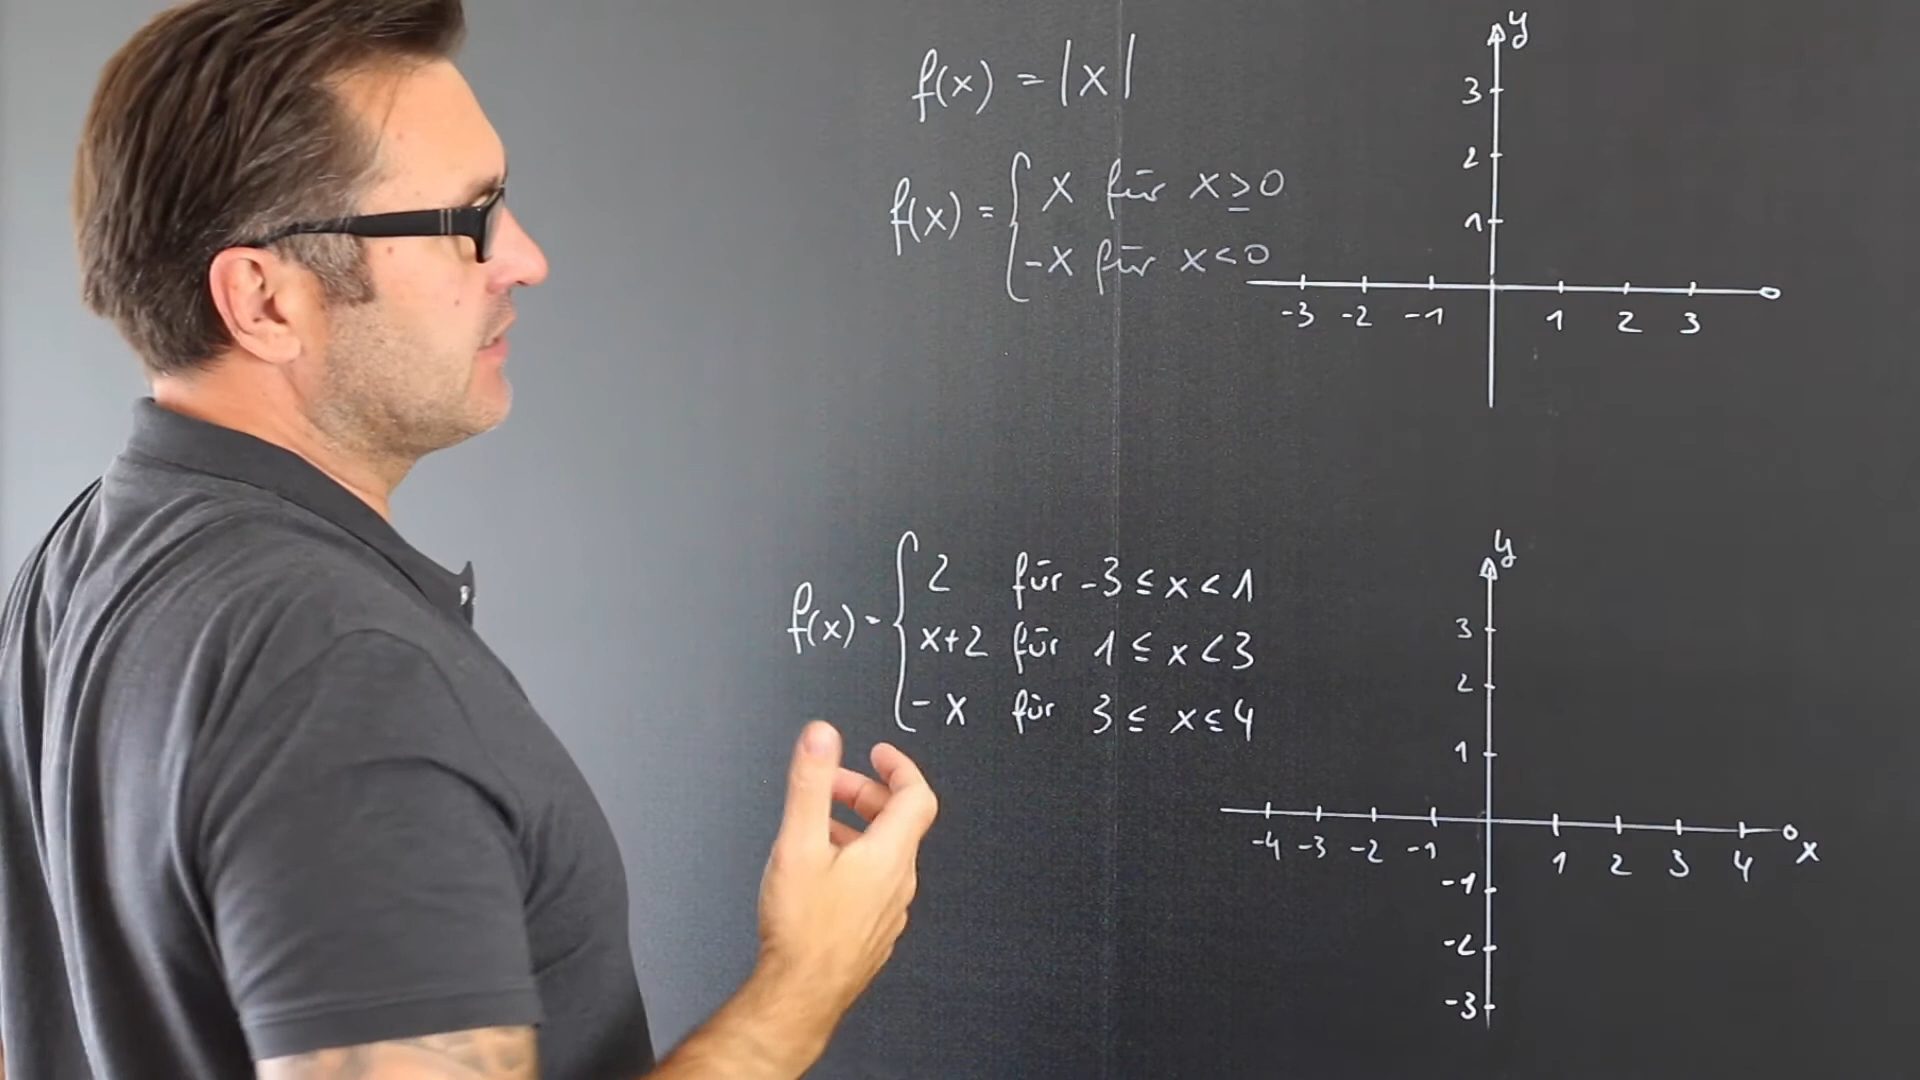 f(x) = |x|
f(x) = { x für x ≥ 0
-x für x < 0
y
3
2
1
-3 -2 -1 1 2 3
f(x) = { 2 für -3 ≤ x < 1
x+2 für 1 ≤ x < 3
-x für 3 ≤ x ≤ 4
y
3
2
1
-4 -3 -2 -1 1 2 3 4 x
-1
-2
-3